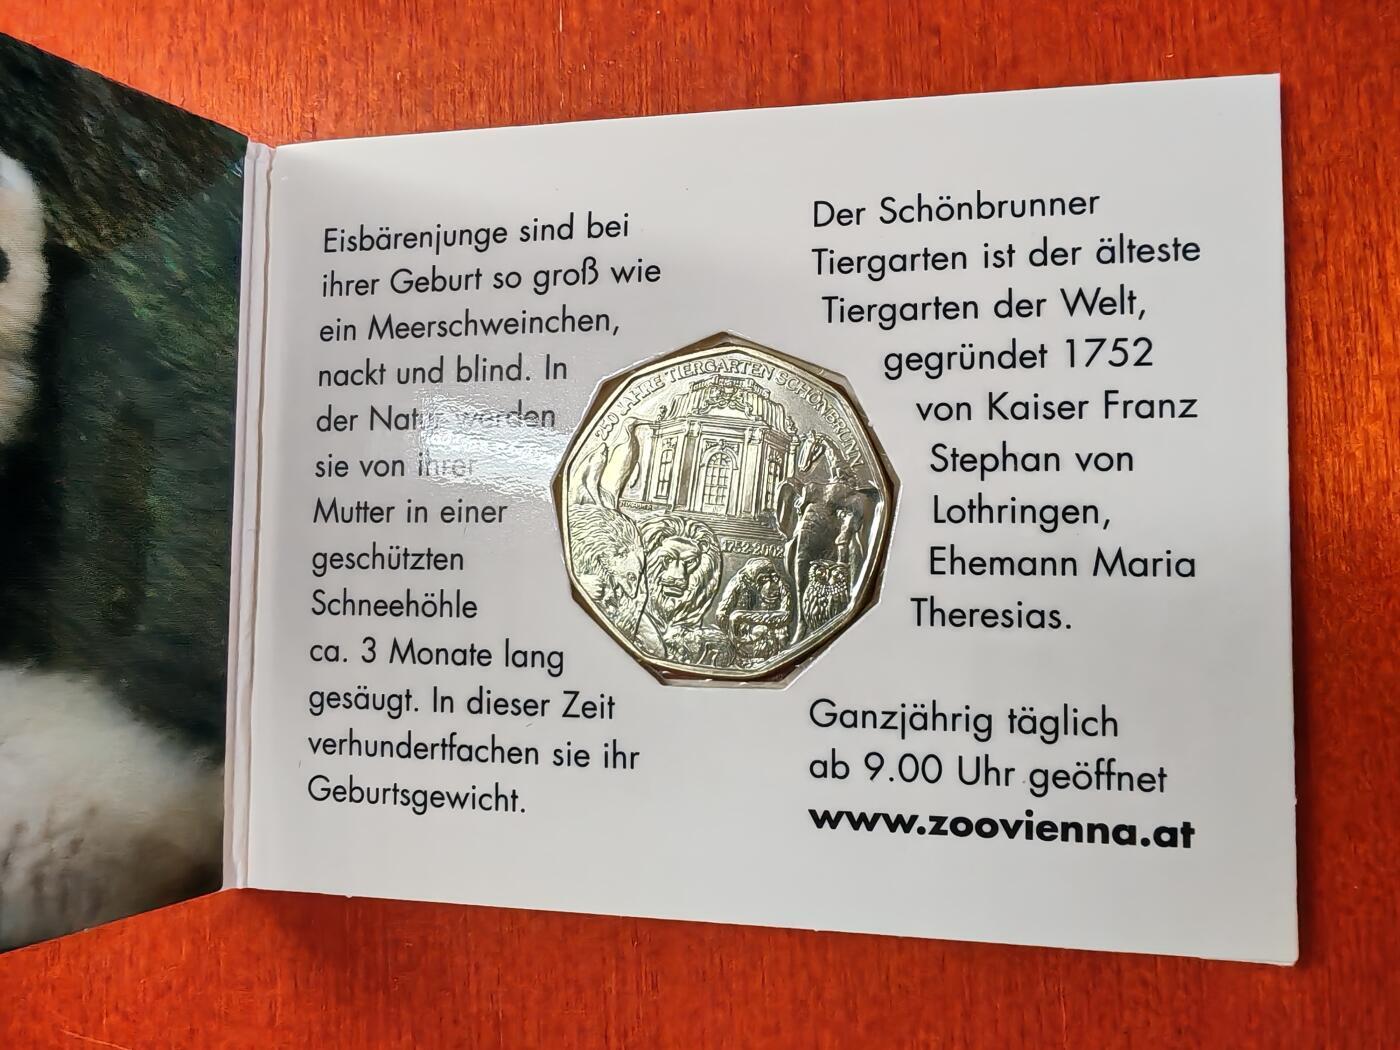 Eisbärenjunge sind bei
ihrer Geburt so groß wie
ein Meerschweinchen,
nackt und blind. In
der Natur werden
sie von ihrer
Mutter in einer
geschützten
Schneehöhle
ca. 3 Monate lang
gesäugt. In dieser Zeit
verhundertfachen sie ihr
Geburtsgewicht.
250 JAHRE TIERGARTEN SCHÖNBRUNN
1752-2002
Der Schönbrunner
Tiergarten ist der älteste
Tiergarten der Welt,
gegründet 1752
von Kaiser Franz
Stephan von
Lothringen,
Ehemann Maria
Theresias.
Ganzjährig täglich
ab 9.00 Uhr geöffnet
www.zoovienna.at